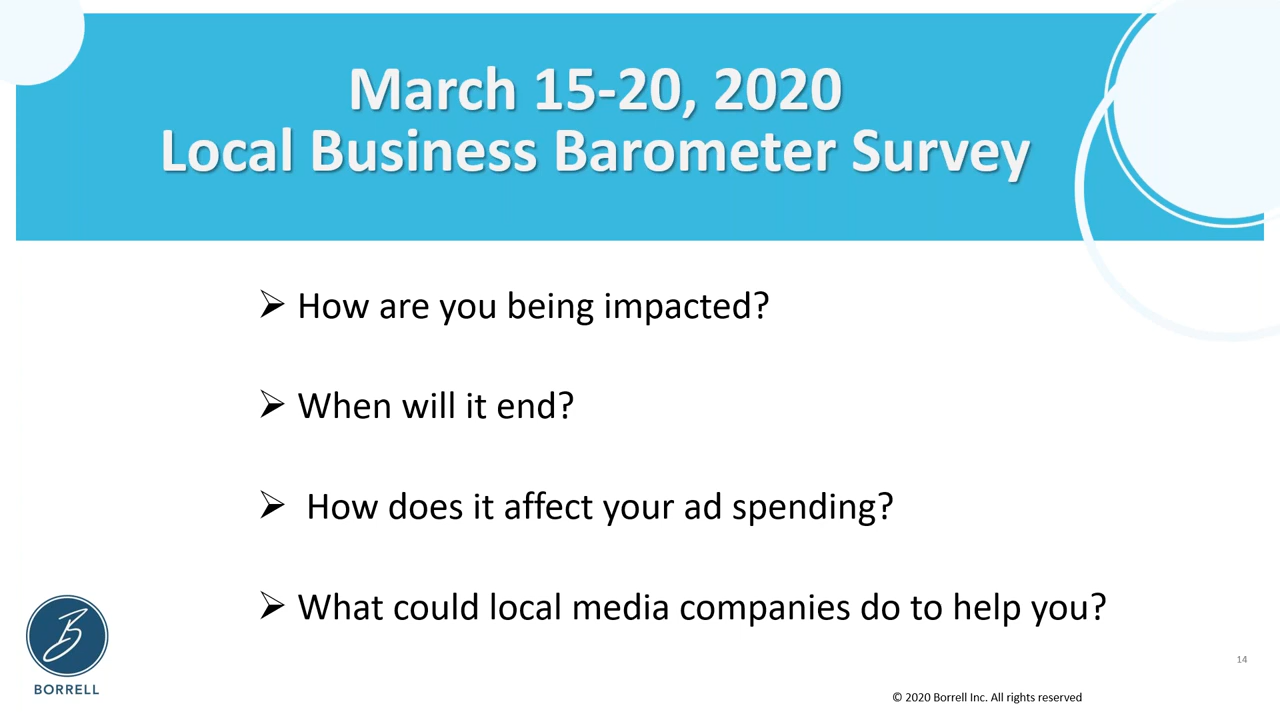 March 15-20, 2020
Local Business Barometer Survey
➢ How are you being impacted?
➢ When will it end?
➢ How does it affect your ad spending?
➢ What could local media companies do to help you?
B
BORRELL
14
© 2020 Borrell Inc. All rights reserved